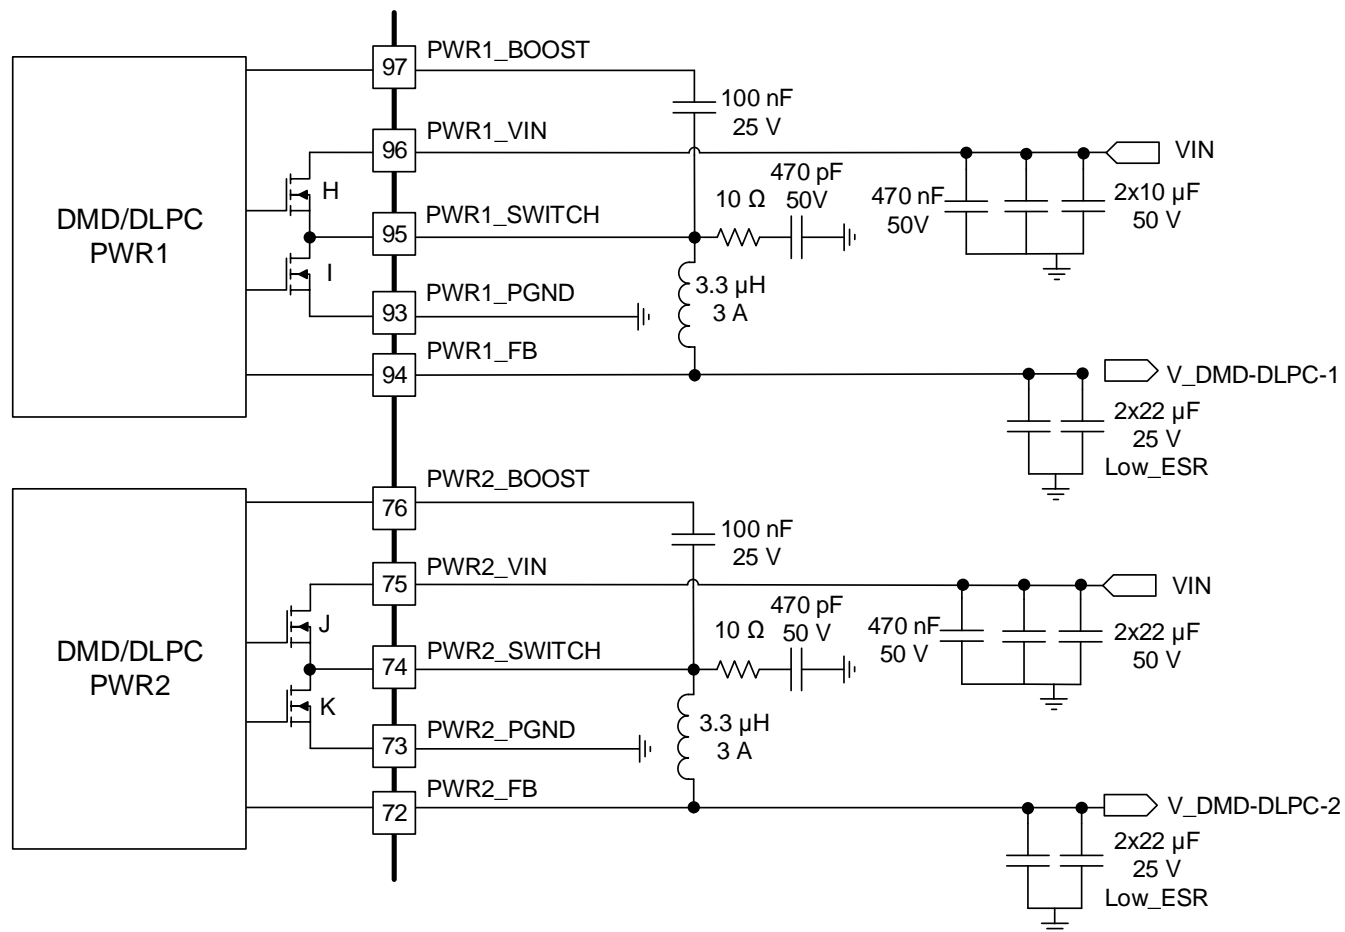 PWR1_BOOST
97
100 nF
25 V
PWR1_VIN
96
VIN
H
470 pF
50V
10 Ω
470 nF
50V
2x10 µF
50 V
DMD/DLPC
PWR1
PWR1_SWITCH
95
I
3.3 µH
3 A
PWR1_PGND
93
PWR1_FB
94
V_DMD-DLPC-1
2x22 µF
25 V
Low_ESR
PWR2_BOOST
76
100 nF
25 V
PWR2_VIN
75
VIN
J
470 pF
50 V
10 Ω
470 nF
50 V
2x22 µF
50 V
DMD/DLPC
PWR2
PWR2_SWITCH
74
K
3.3 µH
3 A
PWR2_PGND
73
PWR2_FB
72
V_DMD-DLPC-2
2x22 µF
25 V
Low_ESR